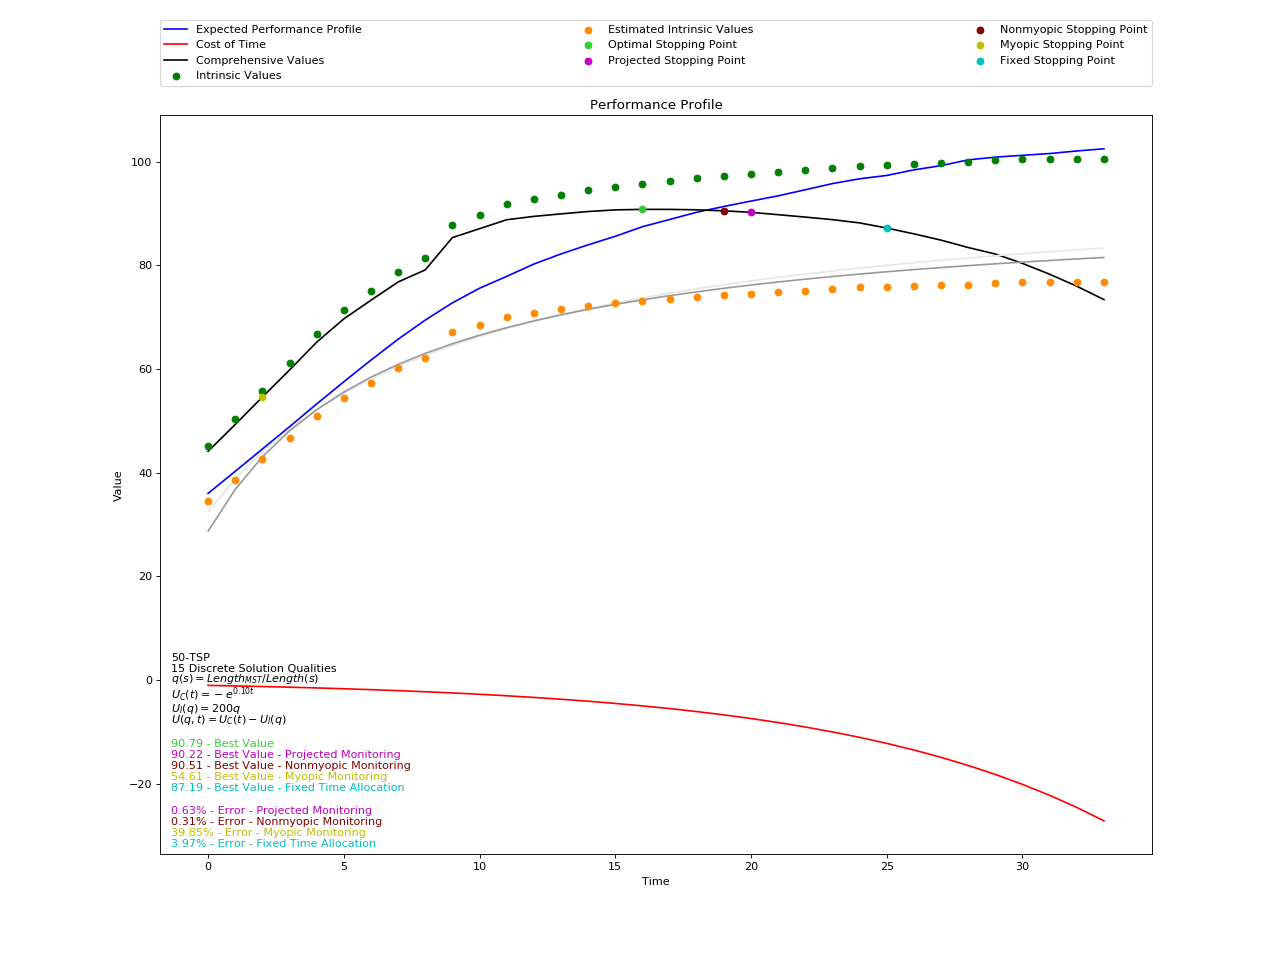 Expected Performance Profile
Cost of Time
Comprehensive Values
Intrinsic Values
Estimated Intrinsic Values
Optimal Stopping Point
Projected Stopping Point
Nonmyopic Stopping Point
Myopic Stopping Point
Fixed Stopping Point
Performance Profile
Value
100
80
60
40
20
0
−20
50-TSP
15 Discrete Solution Qualities
q(s) = Length_{MST}/Length(s)
U_C(t) = −e^{0.10t}
U_I(q) = 200q
U(q, t) = U_C(t) − U_I(q)
90.79 - Best Value
90.22 - Best Value - Projected Monitoring
90.51 - Best Value - Nonmyopic Monitoring
54.61 - Best Value - Myopic Monitoring
87.19 - Best Value - Fixed Time Allocation
0.63% - Error - Projected Monitoring
0.31% - Error - Nonmyopic Monitoring
39.85% - Error - Myopic Monitoring
3.97% - Error - Fixed Time Allocation
0 5 10 15 20 25 30
Time